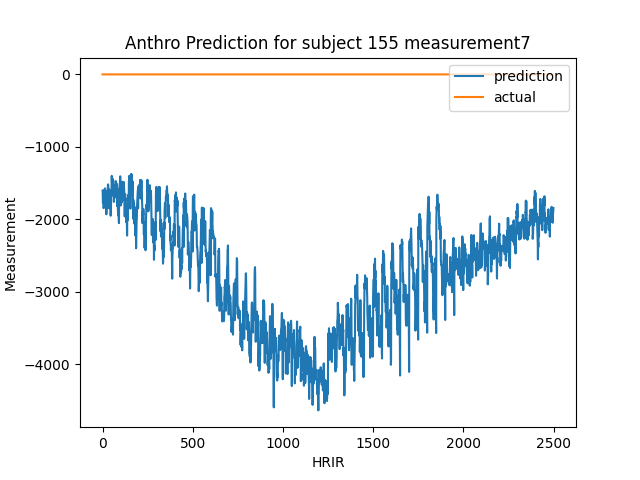 Anthro Prediction for subject 155 measurement7
prediction
actual
0
−1000
−2000
−3000
−4000
Measurement
0 500 1000 1500 2000 2500
HRIR